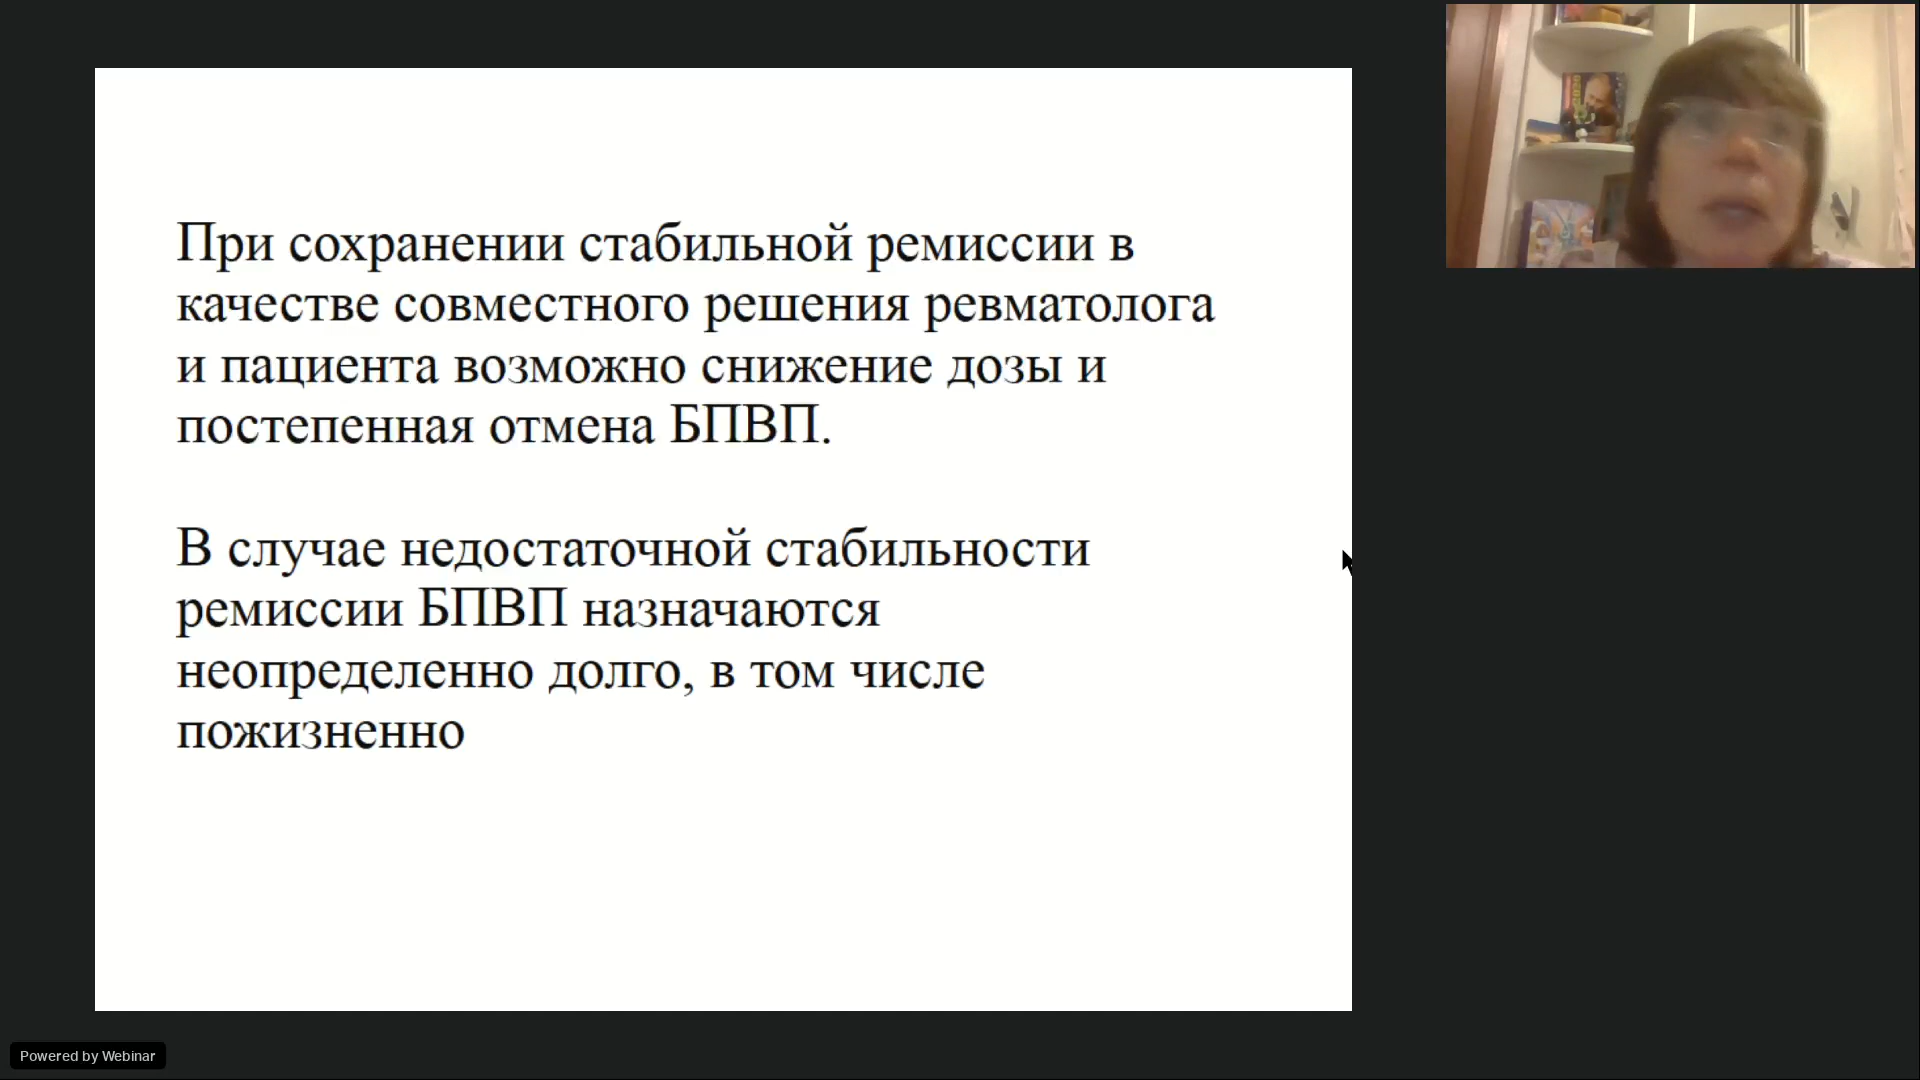 При сохранении стабильной ремиссии в
качестве совместного решения ревматолога
и пациента возможно снижение дозы и
постепенная отмена БПВП.
В случае недостаточной стабильности
ремиссии БПВП назначаются
неопределенно долго, в том числе
пожизненно
Powered by Webinar